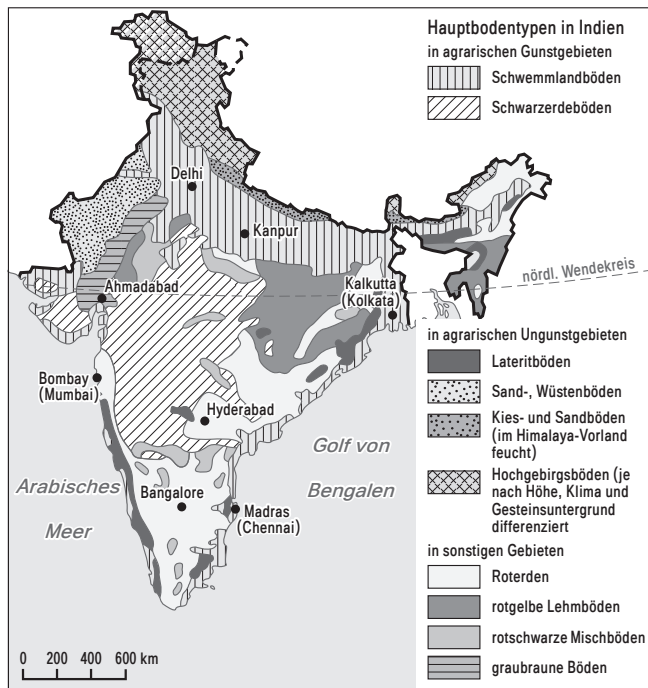 Hauptbodentypen in Indien
in agrarischen Gunstgebieten
Schwemmlandböden
Schwarzerdeböden
Delhi
Kanpur
nördl. Wendekreis
Ahmadabad
Kalkutta
(Kolkata)
in agrarischen Ungunstgebieten
Lateritböden
Sand-, Wüstenböden
Kies- und Sandböden
(im Himalaya-Vorland
feucht)
Hochgebirgsböden (je
nach Höhe, Klima und
Gesteinsuntergrund
differenziert
Bombay
(Mumbai)
Hyderabad
Golf von
Bengalen
Arabisches
Meer
Bangalore
Madras
(Chennai)
in sonstigen Gebieten
Roterden
rotgelbe Lehmböden
rotschwarze Mischböden
graubraune Böden
0 200 400 600 km